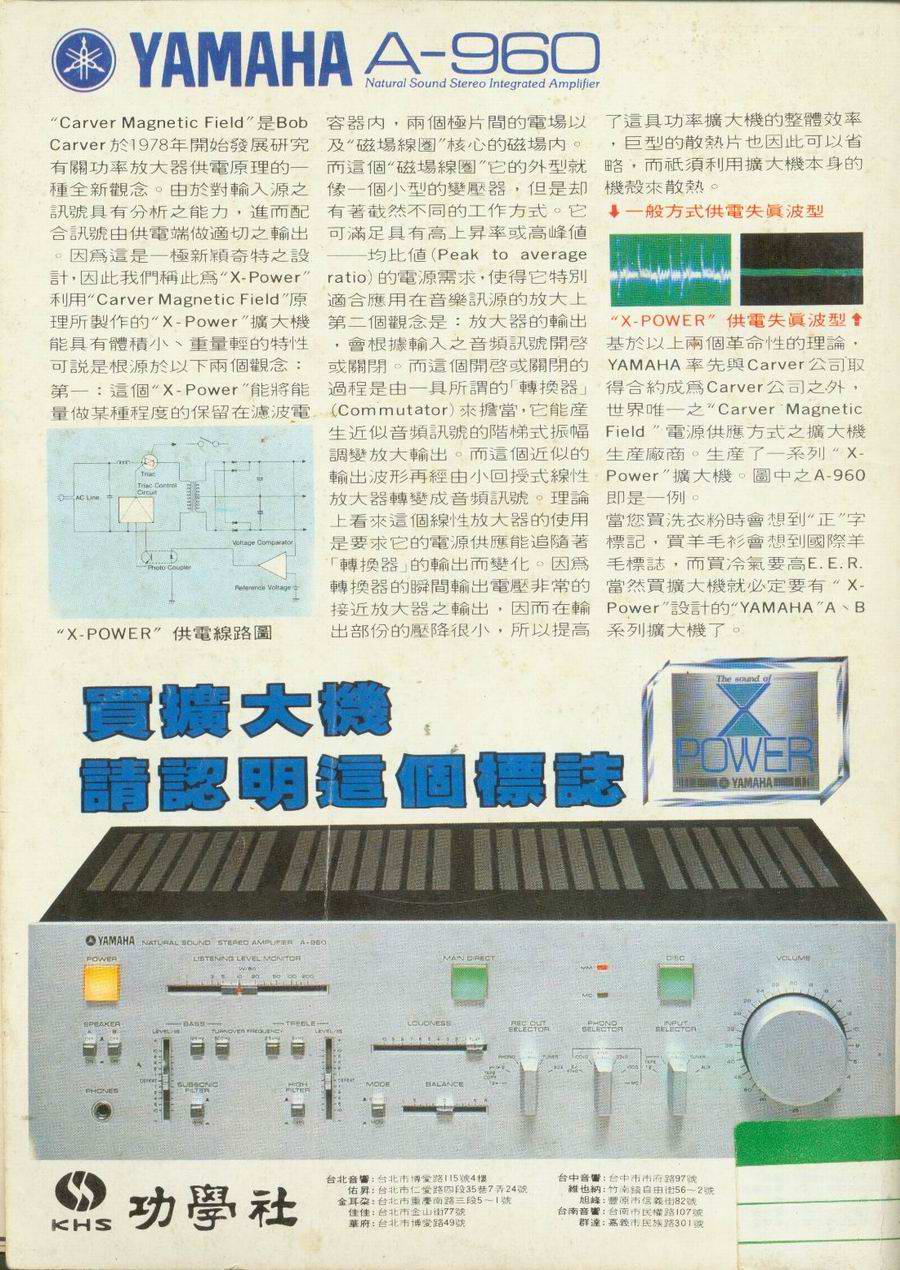 YAMAHA A-960
Natural Sound Stereo Integrated Amplifier
“Carver Magnetic Field”是Bob
Carver於1978年開始發展研究
有關功率放大器供電原理的一
種全新觀念。由於對輸入源之
訊號具有分析之能力，進而配
合訊號由供電端做適切之輸出
。因爲這是一極新穎奇特之設
計，因此我們稱此爲“X-Power”
利用“Carver Magnetic Field”原
理所製作的“X-Power”擴大機
能具有體積小、重量輕的特性
可説是根源於以下兩個觀念：
第一：這個“X-Power”能將能
量做某種程度的保留在濾波電
AC Line
Triac
Triac Control
Circuit
Voltage Comparator
Photo Coupler
Reference Voltage
“X-POWER” 供電線路圖
容器内，兩個極片間的電場以
及“磁場線圈”核心的磁場内。
而這個“磁場線圈”它的外型就
像一個小型的變壓器，但是却
有著截然不同的工作方式。它
可滿足具有高上昇率或高峰値
——均比値(Peak to average
ratio)的電源需求，使得它特別
適合應用在音樂訊源的放大上
第二個觀念是：放大器的輸出
，會根據輸入之音頻訊號開啓
或關閉。而這個開啓或關閉的
過程是由一具所謂的「轉換器」
(Commutator)來擔當，它能産
生近似音頻訊號的階梯式振幅
調變放大輸出。而這個近似的
輸出波形再經由小回授式線性
放大器轉變成音頻訊號。理論
上看來這個線性放大器的使用
是要求它的電源供應能追隨著
「轉換器」的輸出而變化。因爲
轉換器的瞬間輸出電壓非常的
接近放大器之輸出，因而在輸
出部份的壓降很小，所以提高
了這具功率擴大機的整體效率
，巨型的散熱片也因此可以省
略，而祇須利用擴大機本身的
機殼來散熱。
↓一般方式供電失眞波型
“X-POWER” 供電失眞波型↑
基於以上兩個革命性的理論，
YAMAHA率先與Carver公司取
得合約成爲Carver公司之外，
世界唯一之“Carver Magnetic
Field ”電源供應方式之擴大機
生産廠商。生産了一系列“X-
Power”擴大機。圖中之A-960
即是一例。
當您買洗衣粉時會想到“正”字
標記，買羊毛衫會想到國際羊
毛標誌，而買冷氣要高E.E.R.
當然買擴大機就必定要有“X-
Power”設計的“YAMAHA”A、B
系列擴大機了。
買擴大機
請認明這個標誌
The sound of
X
POWER
YAMAHA
YAMAHA NATURAL SOUND STEREO AMPLIFIER A-960
POWER
LISTENING LEVEL MONITOR
MAIN DIRECT
MM
MC
DISC
VOLUME
SPEAKER
A B
BASS
TURNOVER FREQUENCY
TREBLE
LOUDNESS
REC OUT
SELECTOR
PHONO
SELECTOR
INPUT
SELECTOR
PHONES
SUBSONIC
FILTER
HIGH
FILTER
MODE
BALANCE
KHS 功學社
台北音響：台北市博愛路115號4樓
佑昇：台北市仁愛路四段35巷7弄24號
金耳朶：台北市重慶南路三段5～1號
佳佳：台北市金山街77號
華府：台北市博愛路49號
台中音響：台中市市府路97號
維也納：竹南鎮自由街56～2號
旭峰：豐原市信義街82號
台南音響：台南市民權路107號
群達：嘉義市民族路301號